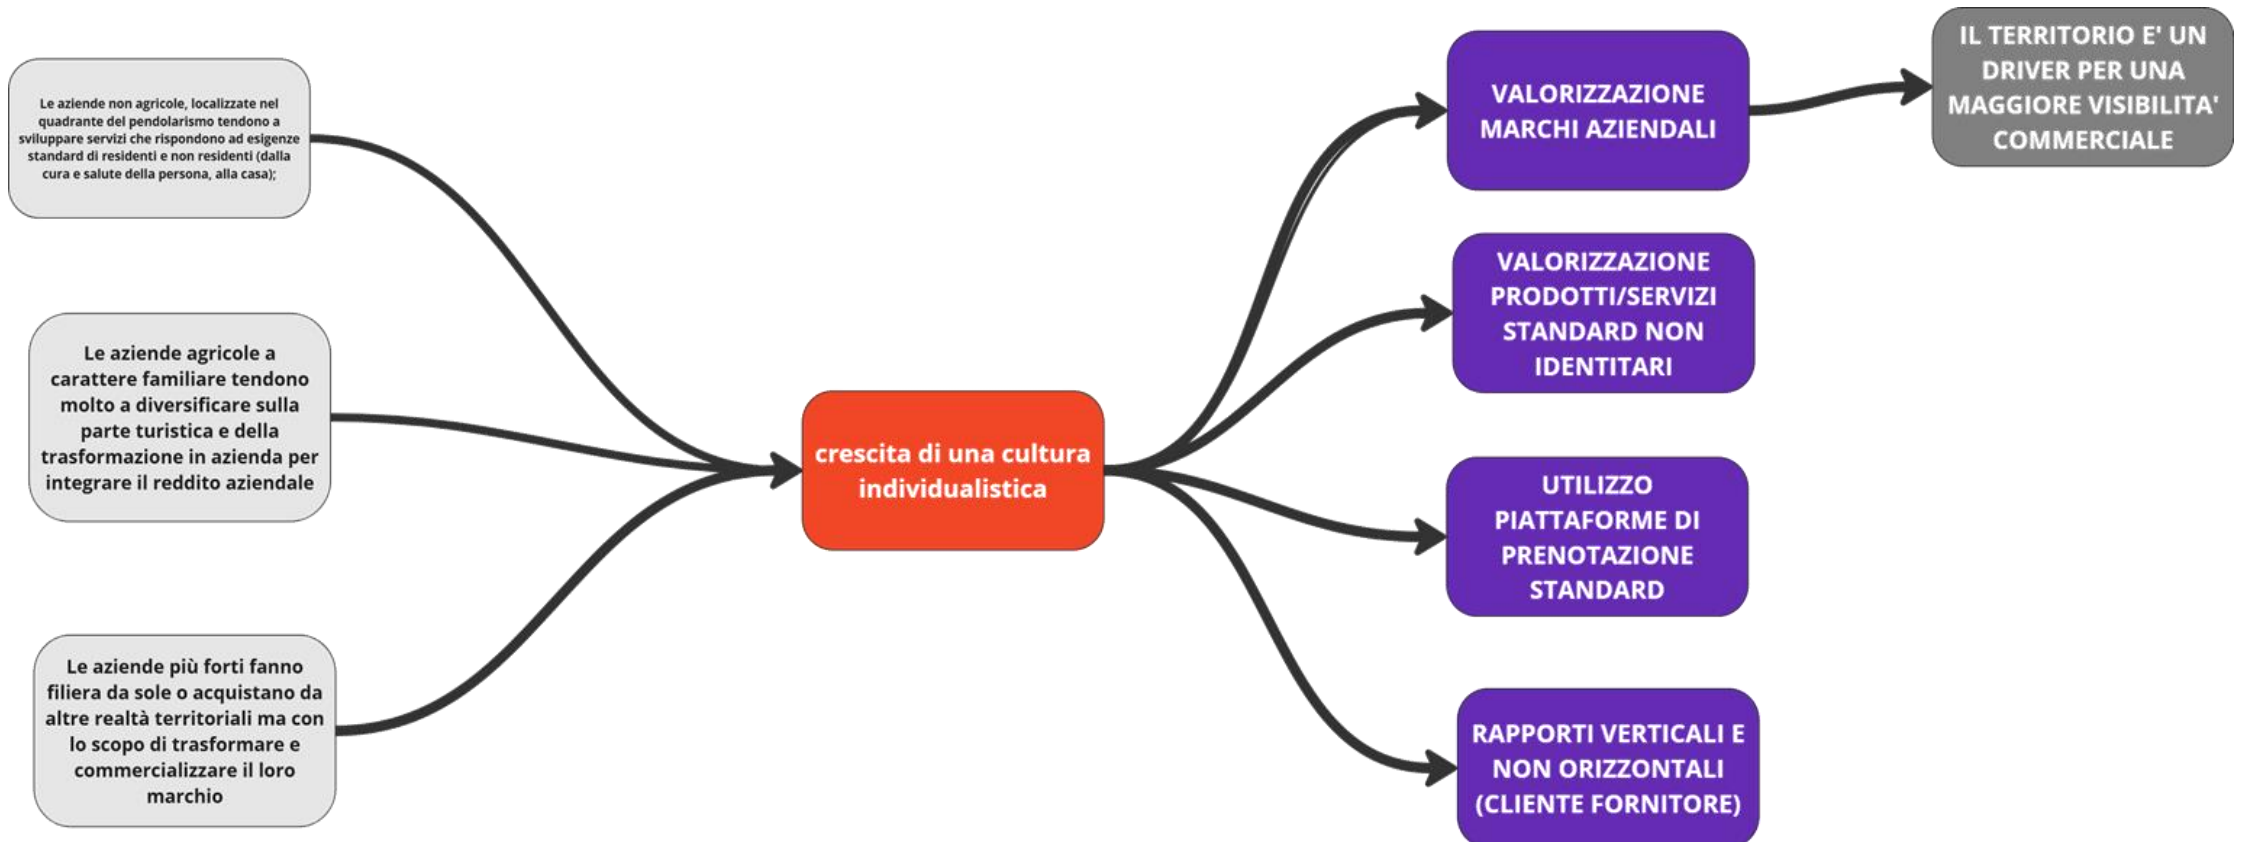 Le aziende non agricole, localizzate nel
quadrante del pendolarismo tendono a
sviluppare servizi che rispondono ad esigenze
standard di residenti e non residenti (dalla
cura e salute della persona, alla casa);
Le aziende agricole a
carattere familiare tendono
molto a diversificare sulla
parte turistica e della
trasformazione in azienda per
integrare il reddito aziendale
Le aziende più forti fanno
filiera da sole o acquistano da
altre realtà territoriali ma con
lo scopo di trasformare e
commercializzare il loro
marchio
crescita di una cultura
individualistica
VALORIZZAZIONE
MARCHI AZIENDALI
VALORIZZAZIONE
PRODOTTI/SERVIZI
STANDARD NON
IDENTITARI
UTILIZZO
PIATTAFORME DI
PRENOTAZIONE
STANDARD
RAPPORTI VERTICALI E
NON ORIZZONTALI
(CLIENTE FORNITORE)
IL TERRITORIO E' UN
DRIVER PER UNA
MAGGIORE VISIBILITA'
COMMERCIALE